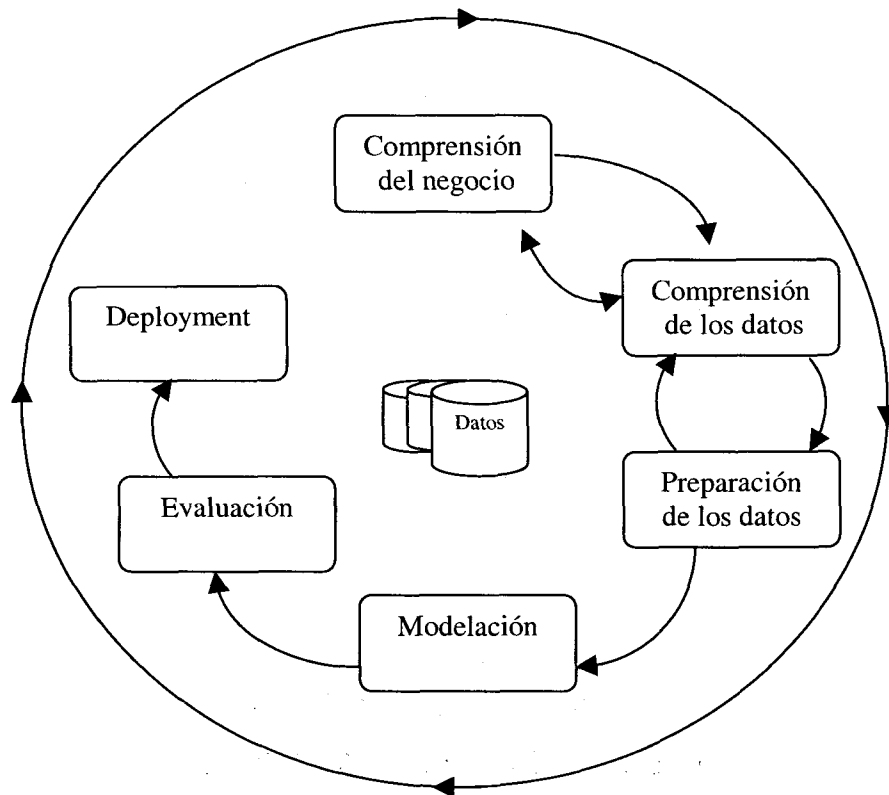 Comprensión
del negocio
Comprensión
de los datos
Deployment
Datos
Preparación
de los datos
Evaluación
Modelación